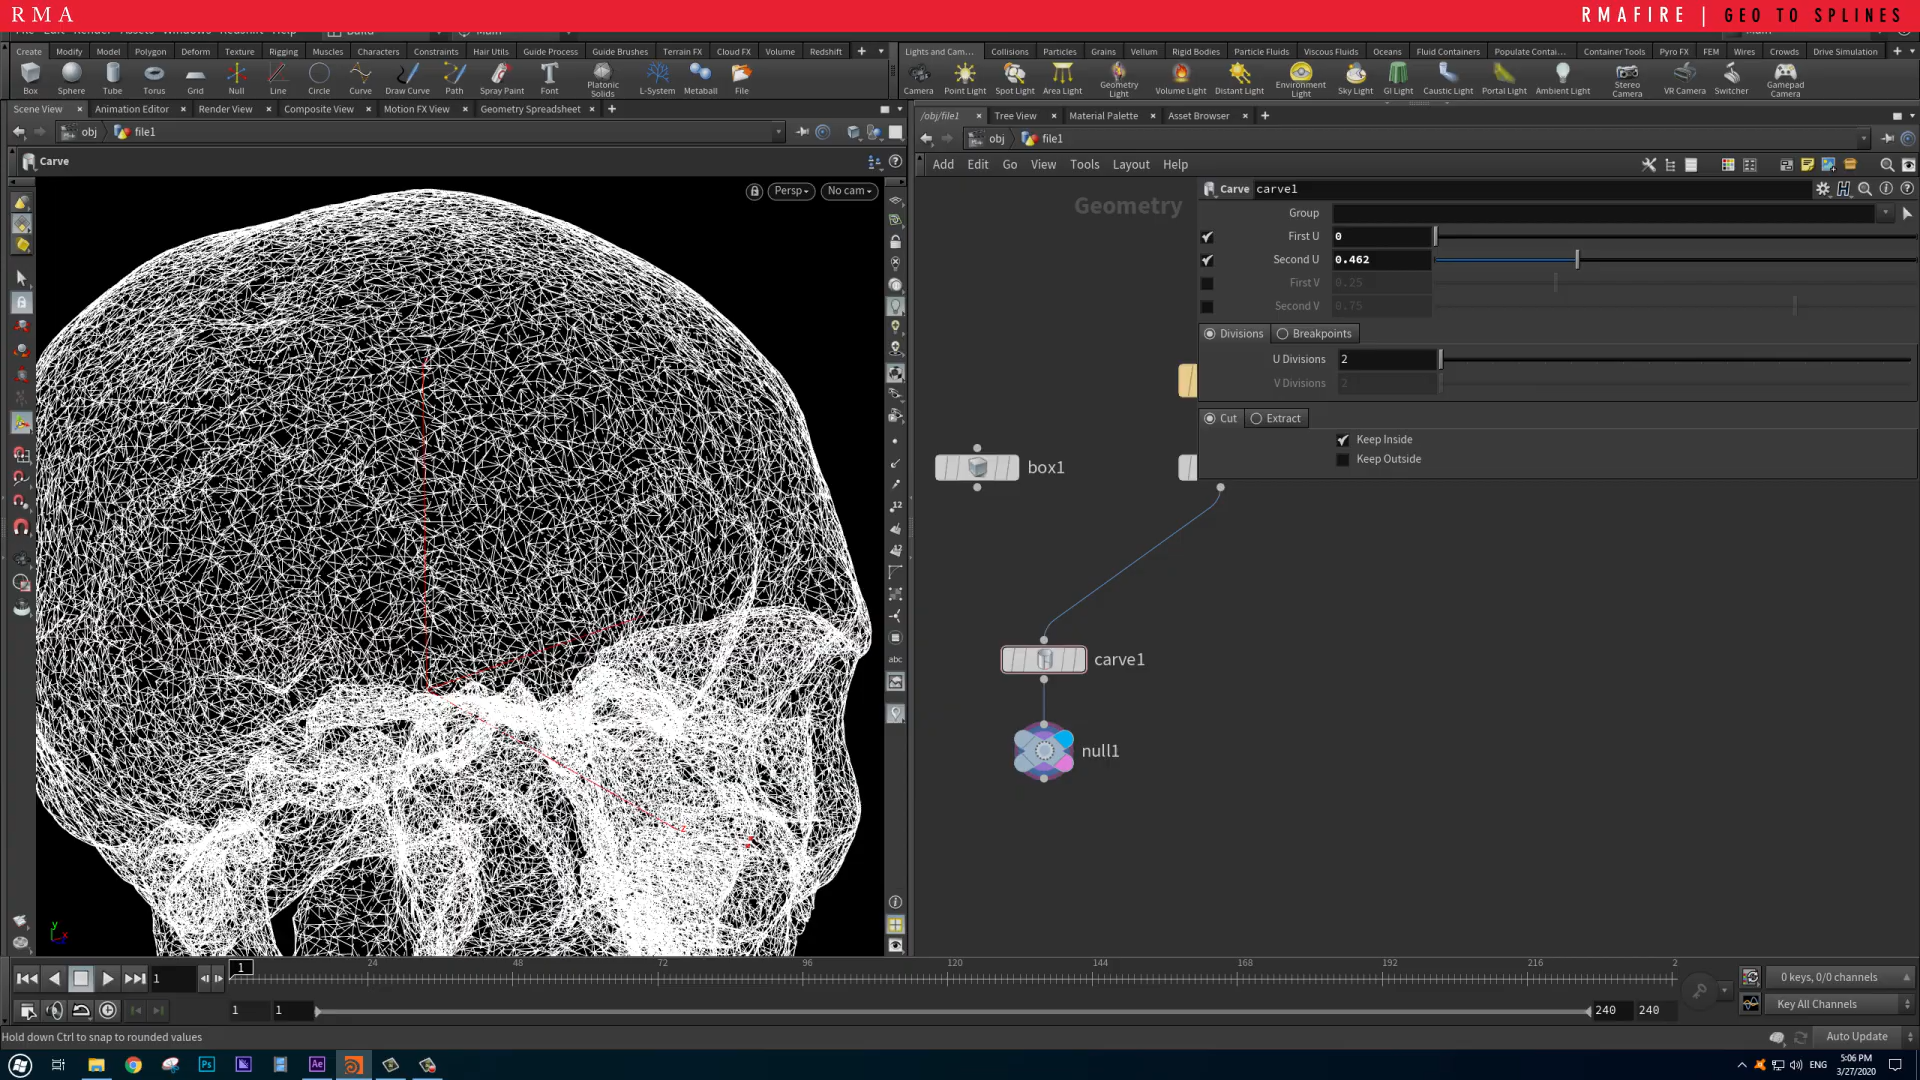 RMA
RMAFIRE | GEO TO SPLINES
Create Modify Model Polygon Deform Texture Rigging Muscles Characters Constraints Hair Utils Guide Process Guide Brushes Terrain FX Cloud FX Volume Redshift
Lights and Cam... Collisions Particles Grains Vellum Rigid Bodies Particle Fluids Viscous Fluids Oceans Fluid Containers Populate Contai... Container Tools Pyro FX FEM Wires Crowds Drive Simulation
Box Sphere Tube Torus Grid Null Line Circle Curve Draw Curve Path Spray Paint Font Platonic Solids L-System Metaball File
Camera Point Light Spot Light Area Light Geometry Light Volume Light Distant Light Environment Light Sky Light GI Light Caustic Light Portal Light Ambient Light Stereo Camera VR Camera Switcher Gamepad Camera
Scene View Animation Editor Render View Composite View Motion FX View Geometry Spreadsheet
/obj/file1 Tree View Material Palette Asset Browser
obj file1
obj file1
Carve
Add Edit Go View Tools Layout Help
Persp No cam
Geometry
Carve carve1
Group
First U 0
Second U 0.462
First V 0.25
Second V 0.75
Divisions Breakpoints
U Divisions 2
V Divisions 2
Cut Extract
Keep Inside
Keep Outside
box1
carve1
null1
12
abc
z
y
x
1
1
24 48 72 96 120 144 168 192 216 2
0 keys, 0/0 channels
1 1 240 240
Key All Channels
Hold down Ctrl to snap to rounded values
Auto Update
Ps Ae
ENG
5:06 PM
3/27/2020